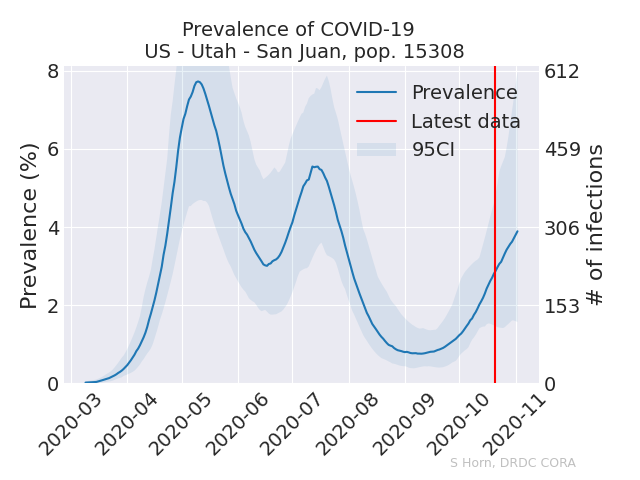 Prevalence of COVID-19
US - Utah - San Juan, pop. 15308
8
6
4
2
0
Prevalence (%)
Prevalence
Latest data
95CI
612
459
306
153
0
# of infections
2020-03
2020-04
2020-05
2020-06
2020-07
2020-08
2020-09
2020-10
2020-11
S Horn, DRDC CORA